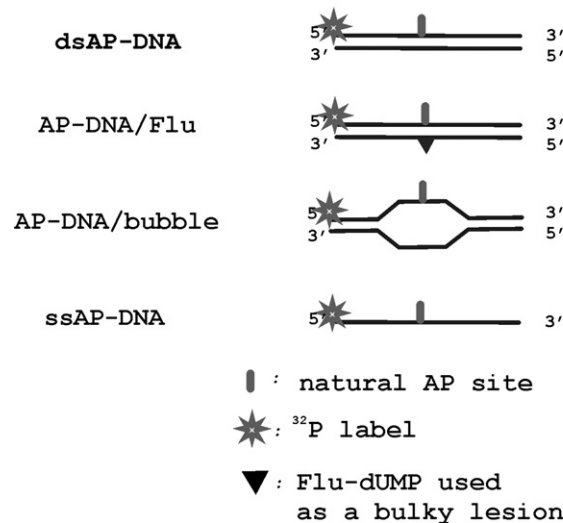 5' 3'
dsAP-DNA
3' 5'
5' 3'
AP-DNA/Flu
3' 5'
5' 3'
AP-DNA/bubble
3' 5'
ssAP-DNA 5' 3'
: natural AP site
: 32P label
: Flu-dUMP used
as a bulky lesion